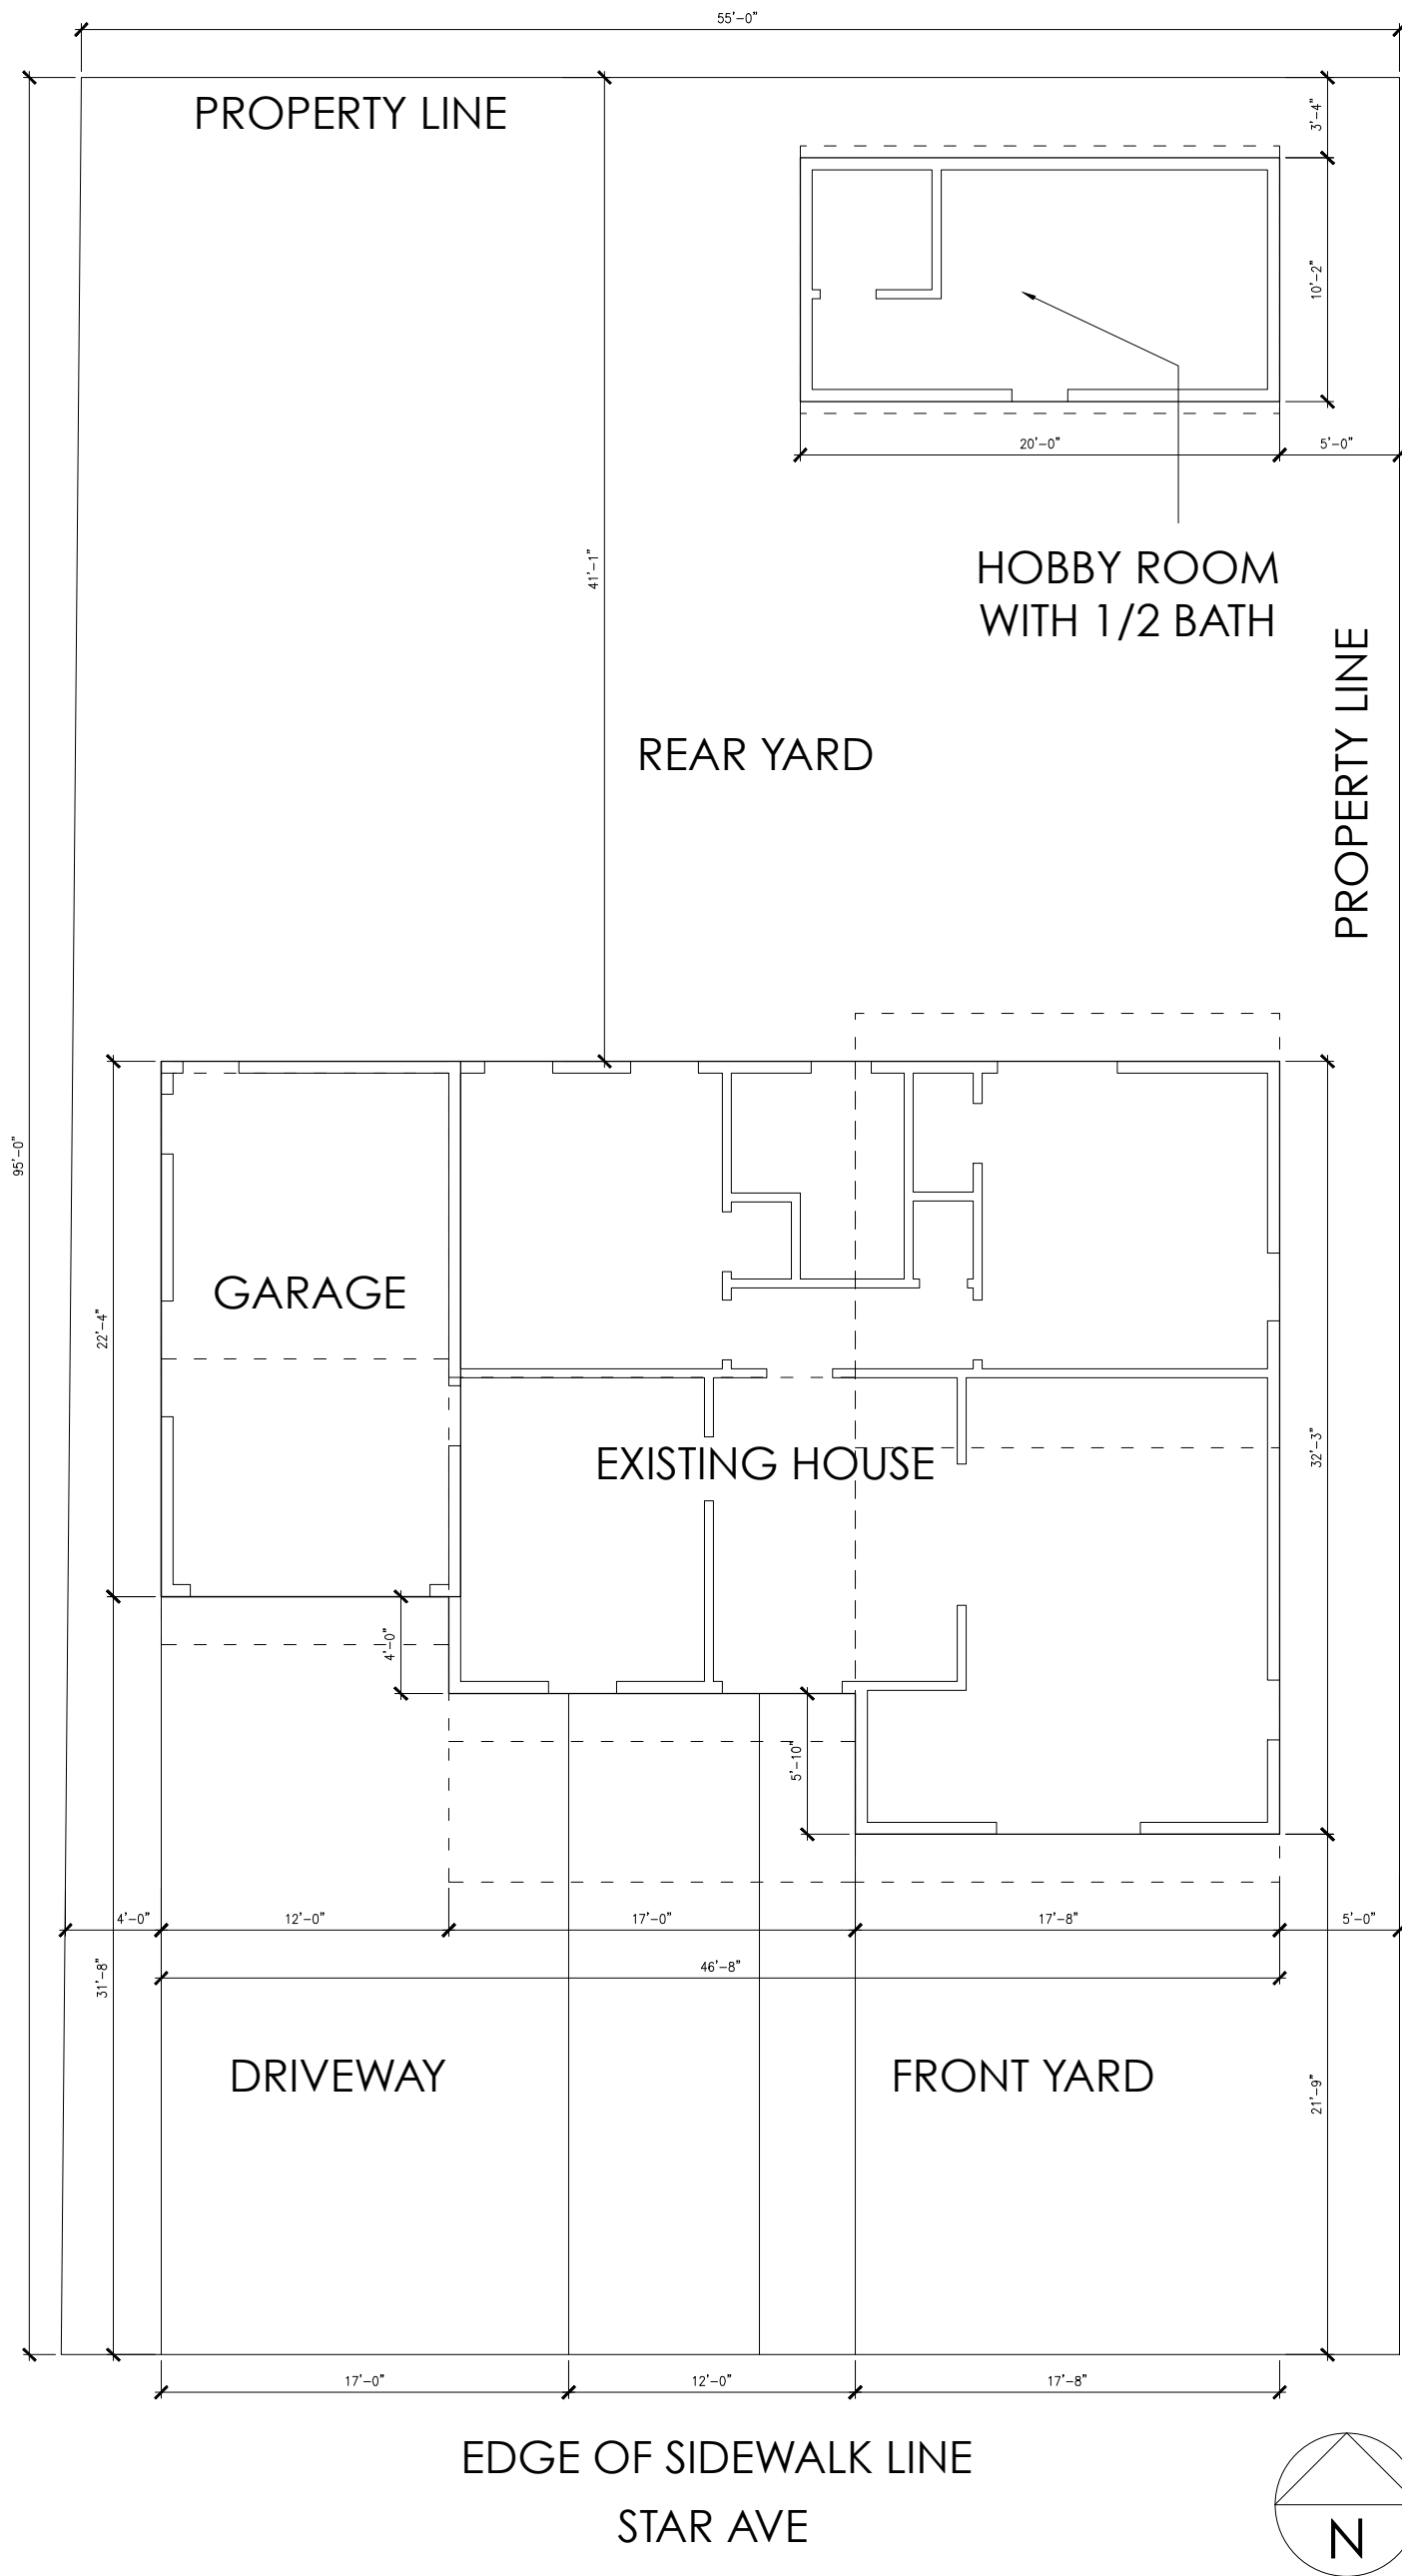 55'-0"
PROPERTY LINE
3'-4"
10'-2"
20'-0"
5'-0"
41'-1"
HOBBY ROOM
WITH 1/2 BATH
PROPERTY LINE
REAR YARD
95'-0"
GARAGE
22'-4"
EXISTING HOUSE
32'-3"
4'-0"
5'-10"
4'-0"
12'-0"
17'-0"
17'-8"
5'-0"
31'-8"
46'-8"
DRIVEWAY
FRONT YARD
21'-9"
17'-0"
12'-0"
17'-8"
EDGE OF SIDEWALK LINE
STAR AVE
N